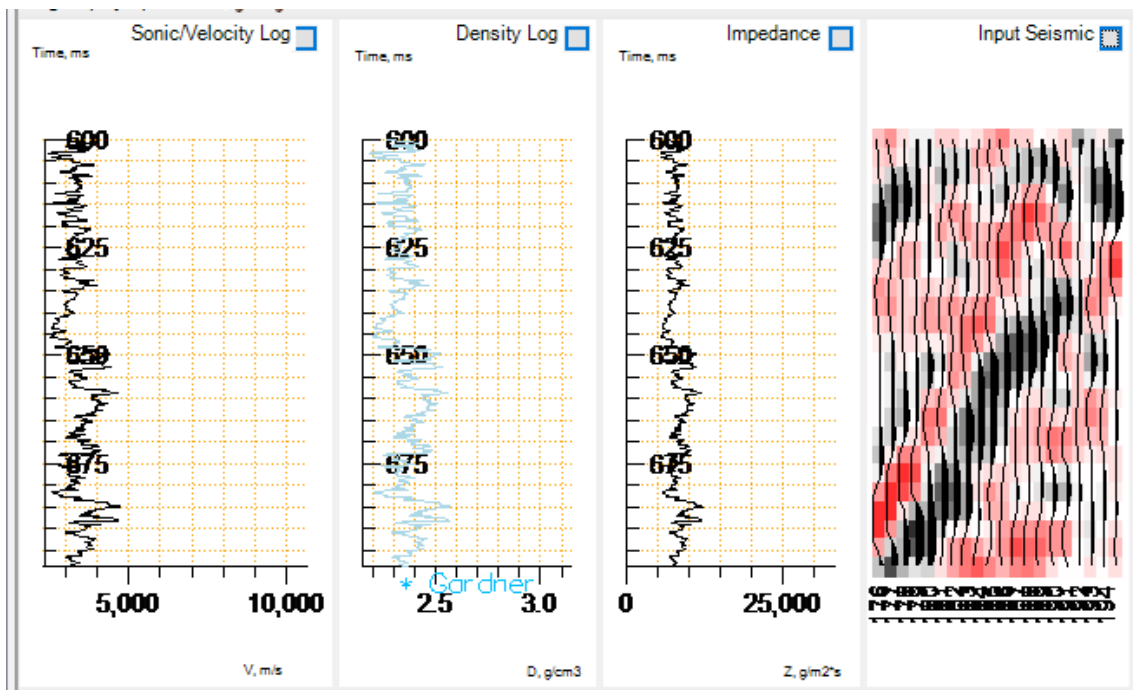 Sonic/Velocity Log
Time, ms
600
625
650
675
5,000 10,000
V, m/s
Density Log
Time, ms
600
625
650
675
* Gardner
2.5 3.0
D, g/cm3
Impedance
Time, ms
600
625
650
675
0 25,000
Z, g/m2*s
Input Seismic